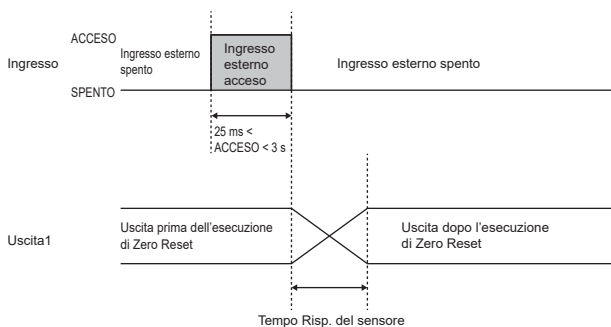 ACCESO
Ingresso
Ingresso esterno
spento
Ingresso
esterno
acceso
Ingresso esterno spento
SPENTO
25 ms <
ACCESO < 3 s
Uscita1
Uscita prima dell'esecuzione
di Zero Reset
Uscita dopo l'esecuzione
di Zero Reset
Tempo Risp. del sensore